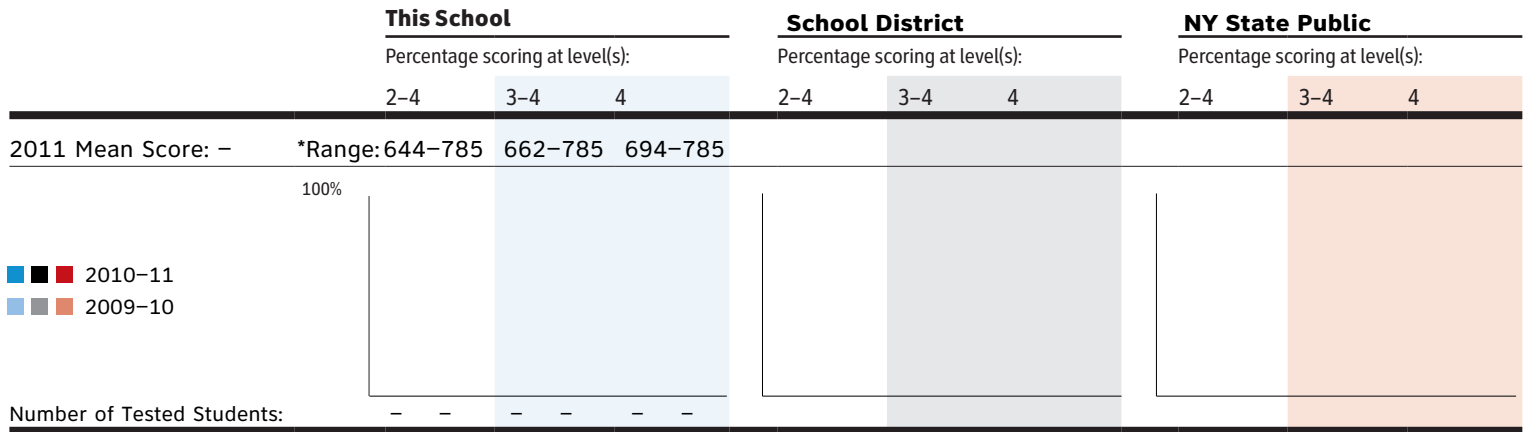 This School School District NY State Public
Percentage scoring at level(s): Percentage scoring at level(s): Percentage scoring at level(s):
2–4 3–4 4 2–4 3–4 4 2–4 3–4 4
2011 Mean Score: – *Range: 644–785 662–785 694–785
100%
2010–11
2009–10
Number of Tested Students: – – – – – –